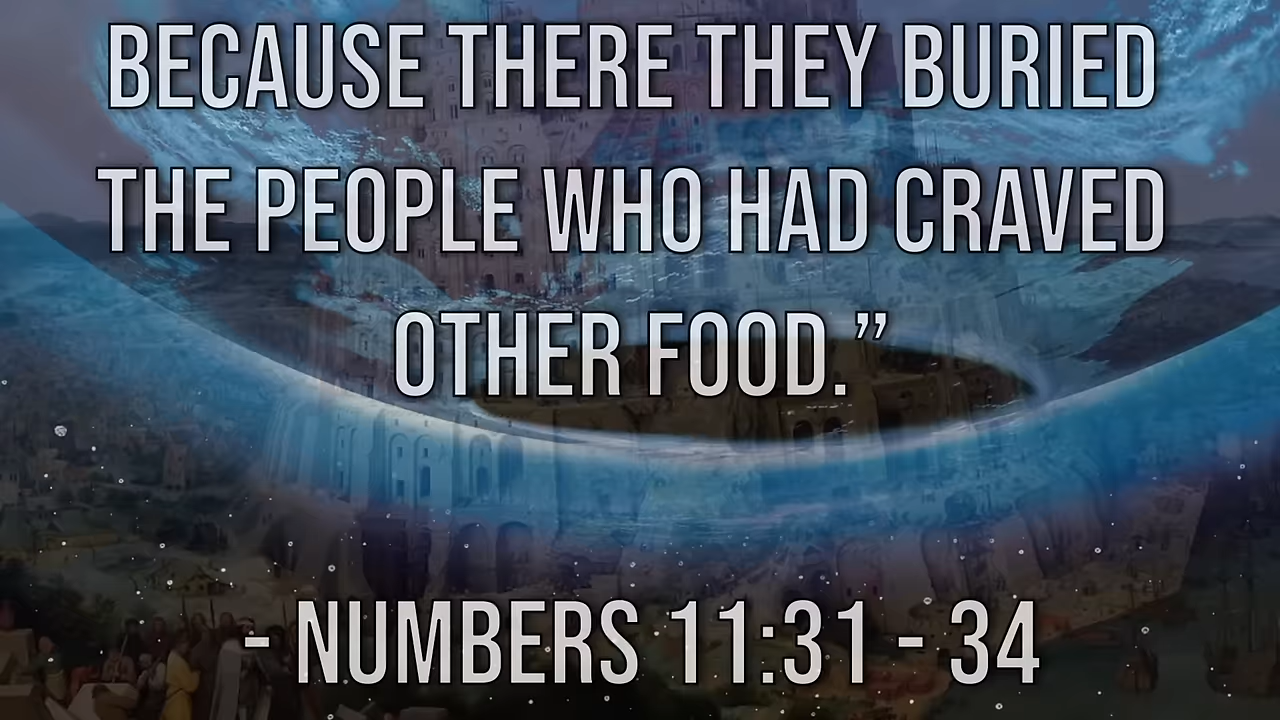 BECAUSE THERE THEY BURIED
THE PEOPLE WHO HAD CRAVED
OTHER FOOD.”
- NUMBERS 11:31 - 34